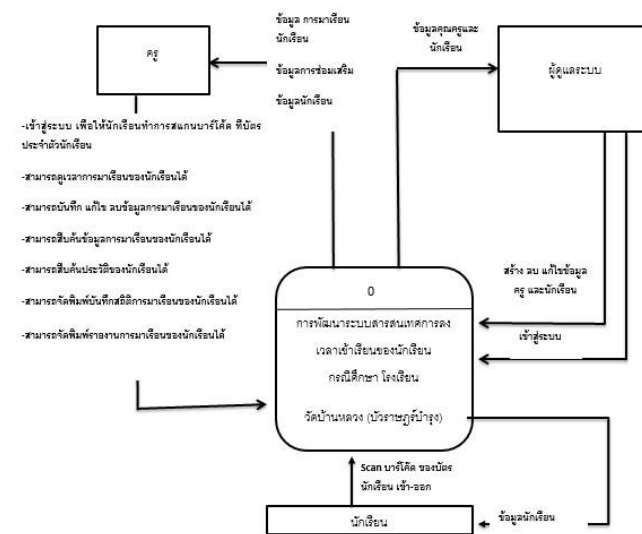 ครู
ข้อมูล การมาเรียน
นักเรียน
ข้อมูลการซ่อมเสริม
ข้อมูลนักเรียน
ข้อมูลคุณครูและ
นักเรียน
ผู้ดูแลระบบ
-เข้าสู่ระบบ เพื่อให้นักเรียนทำการสแกนบาร์โค้ด ที่บัตร
ประจำตัวนักเรียน
-สามารถดูเวลาการมาเรียนของนักเรียนได้
-สามารถบันทึก แก้ไข ลบข้อมูลการมาเรียนของนักเรียนได้
-สามารถสืบค้นข้อมูลการมาเรียนของนักเรียนได้
-สามารถสืบค้นประวัติของนักเรียนได้
-สามารถจัดพิมพ์บันทึกสถิติการมาเรียนของนักเรียนได้
-สามารถจัดพิมพ์รายงานการมาเรียนของนักเรียนได้
สร้าง ลบ แก้ไขข้อมูล
ครู และนักเรียน
เข้าสู่ระบบ
0
การพัฒนาระบบสารสนเทศการลง
เวลาเข้าเรียนของนักเรียน
กรณีศึกษา โรงเรียน
วัดบ้านหลวง (บัวราษฎร์บำรุง)
Scan บาร์โค้ด ของบัตร
นักเรียน เข้า-ออก
นักเรียน
ข้อมูลนักเรียน